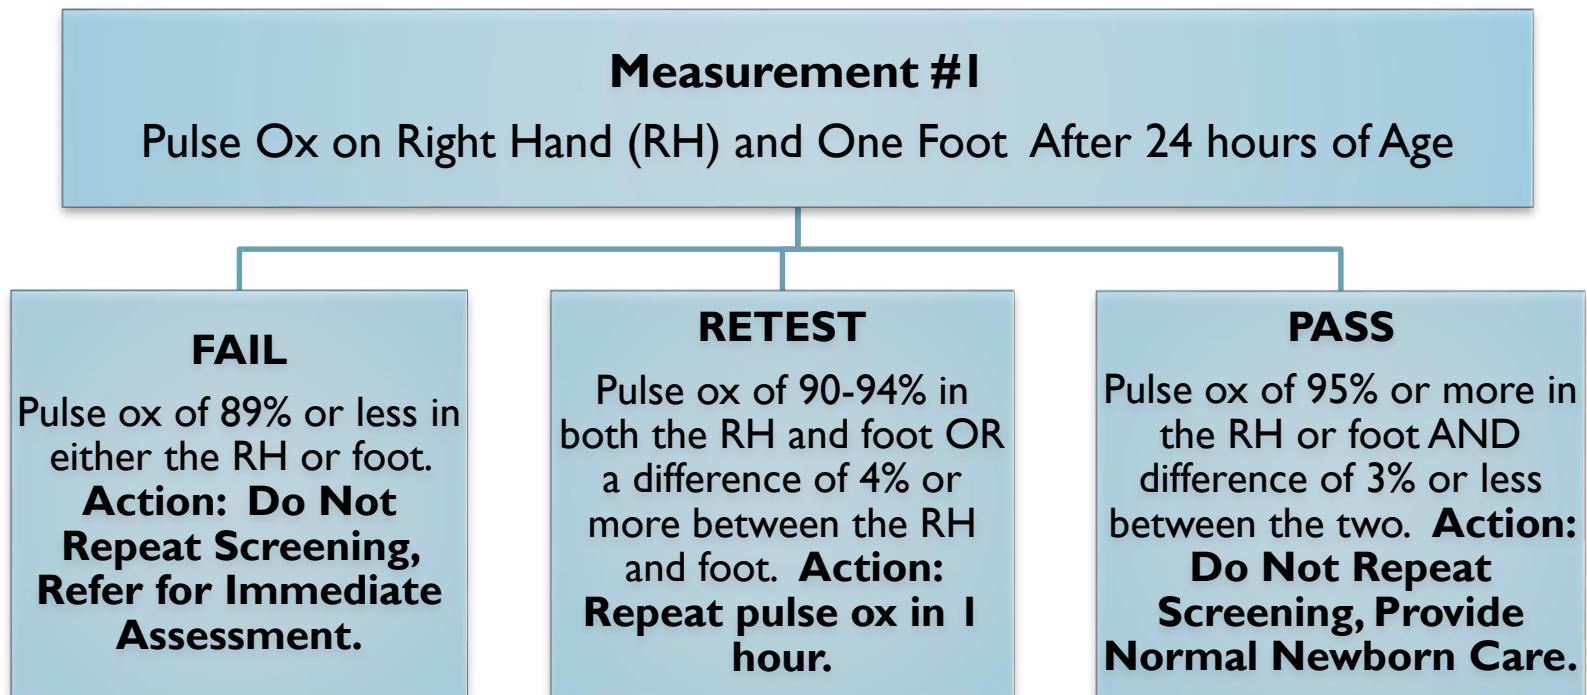 Measurement #1
Pulse Ox on Right Hand (RH) and One Foot After 24 hours of Age
FAIL
Pulse ox of 89% or less in
either the RH or foot.
Action: Do Not
Repeat Screening,
Refer for Immediate
Assessment.
RETEST
Pulse ox of 90-94% in
both the RH and foot OR
a difference of 4% or
more between the RH
and foot. Action:
Repeat pulse ox in 1
hour.
PASS
Pulse ox of 95% or more in
the RH or foot AND
difference of 3% or less
between the two. Action:
Do Not Repeat
Screening, Provide
Normal Newborn Care.